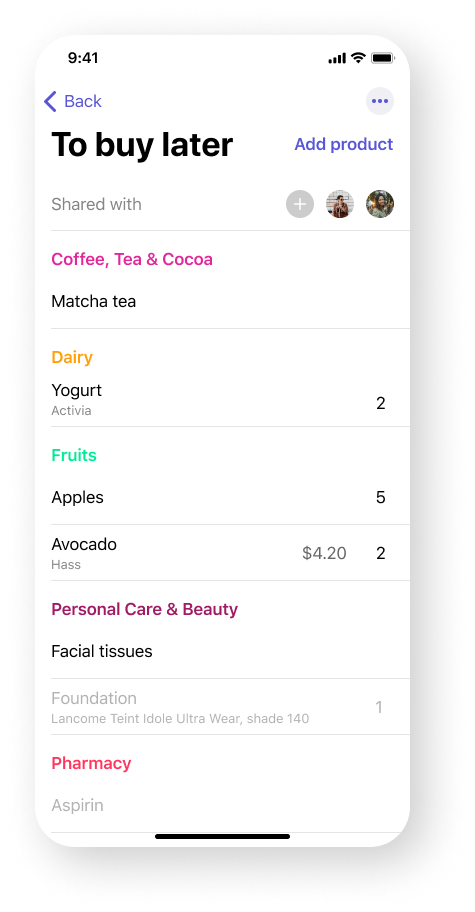 9:41
Back
To buy later
Add product
Shared with
Coffee, Tea & Cocoa
Matcha tea
Dairy
Yogurt
Activia
2
Fruits
Apples
5
Avocado
Hass
$4.20
2
Personal Care & Beauty
Facial tissues
Foundation
Lancome Teint Idole Ultra Wear, shade 140
1
Pharmacy
Aspirin